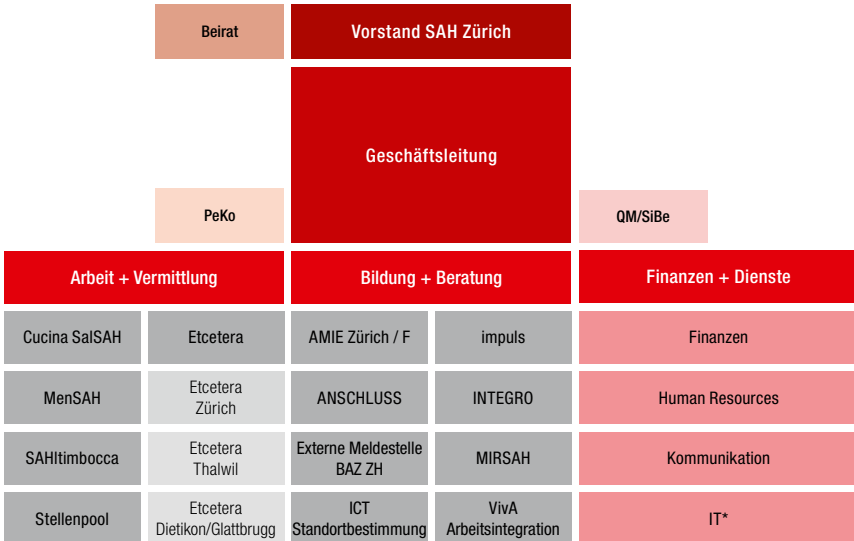 Beirat
Vorstand SAH Zürich
Geschäftsleitung
PeKo
QM/SiBe
Arbeit + Vermittlung
Bildung + Beratung
Finanzen + Dienste
Cucina SalSAH
Etcetera
AMIE Zürich / F
impuls
Finanzen
MenSAH
Etcetera
Zürich
ANSCHLUSS
INTEGRO
Human Resources
SAHltimbocca
Etcetera
Thalwil
Externe Meldestelle
BAZ ZH
MIRSAH
Kommunikation
Stellenpool
Etcetera
Dietikon/Glattbrugg
ICT
Standortbestimmung
VivA
Arbeitsintegration
IT*